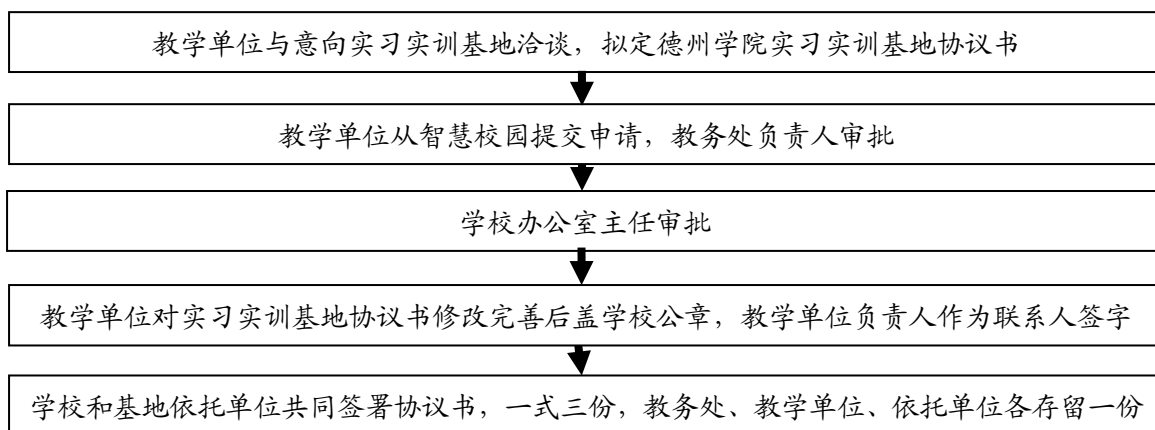 教学单位与意向实习实训基地洽谈，拟定德州学院实习实训基地协议书
教学单位从智慧校园提交申请，教务处负责人审批
学校办公室主任审批
教学单位对实习实训基地协议书修改完善后盖学校公章，教学单位负责人作为联系人签字
学校和基地依托单位共同签署协议书，一式三份，教务处、教学单位、依托单位各存留一份